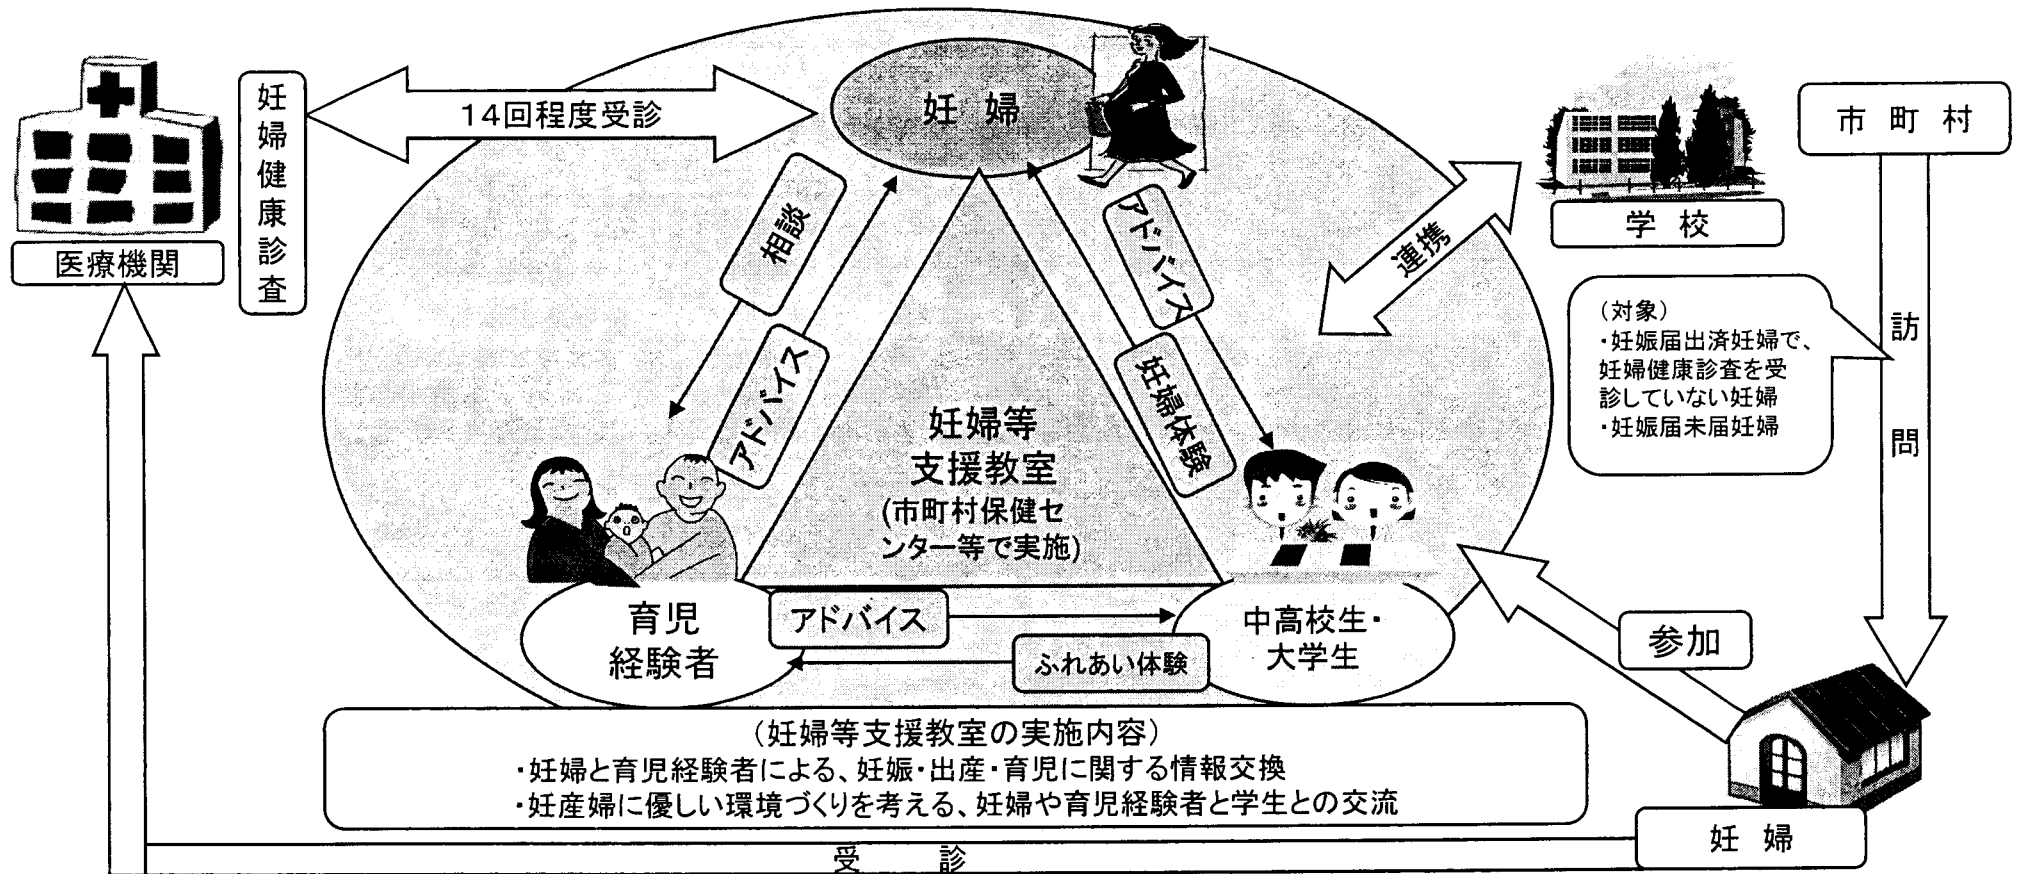 妊婦健康診査
14回程度受診
妊 婦
医療機関
相談
アドバイス
アドバイス
妊婦体験
連携
学 校
市 町 村
訪問
(対象)
・妊娠届出済妊婦で、
妊婦健康診査を受
診していない妊婦
・妊娠届未届妊婦
妊婦等
支援教室
(市町村保健セ
ンター等で実施)
育児
経験者
アドバイス
ふれあい体験
中高校生・
大学生
参加
(妊婦等支援教室の実施内容)
・妊婦と育児経験者による、妊娠・出産・育児に関する情報交換
・妊産婦に優しい環境づくりを考える、妊婦や育児経験者と学生との交流
妊 婦
受 診